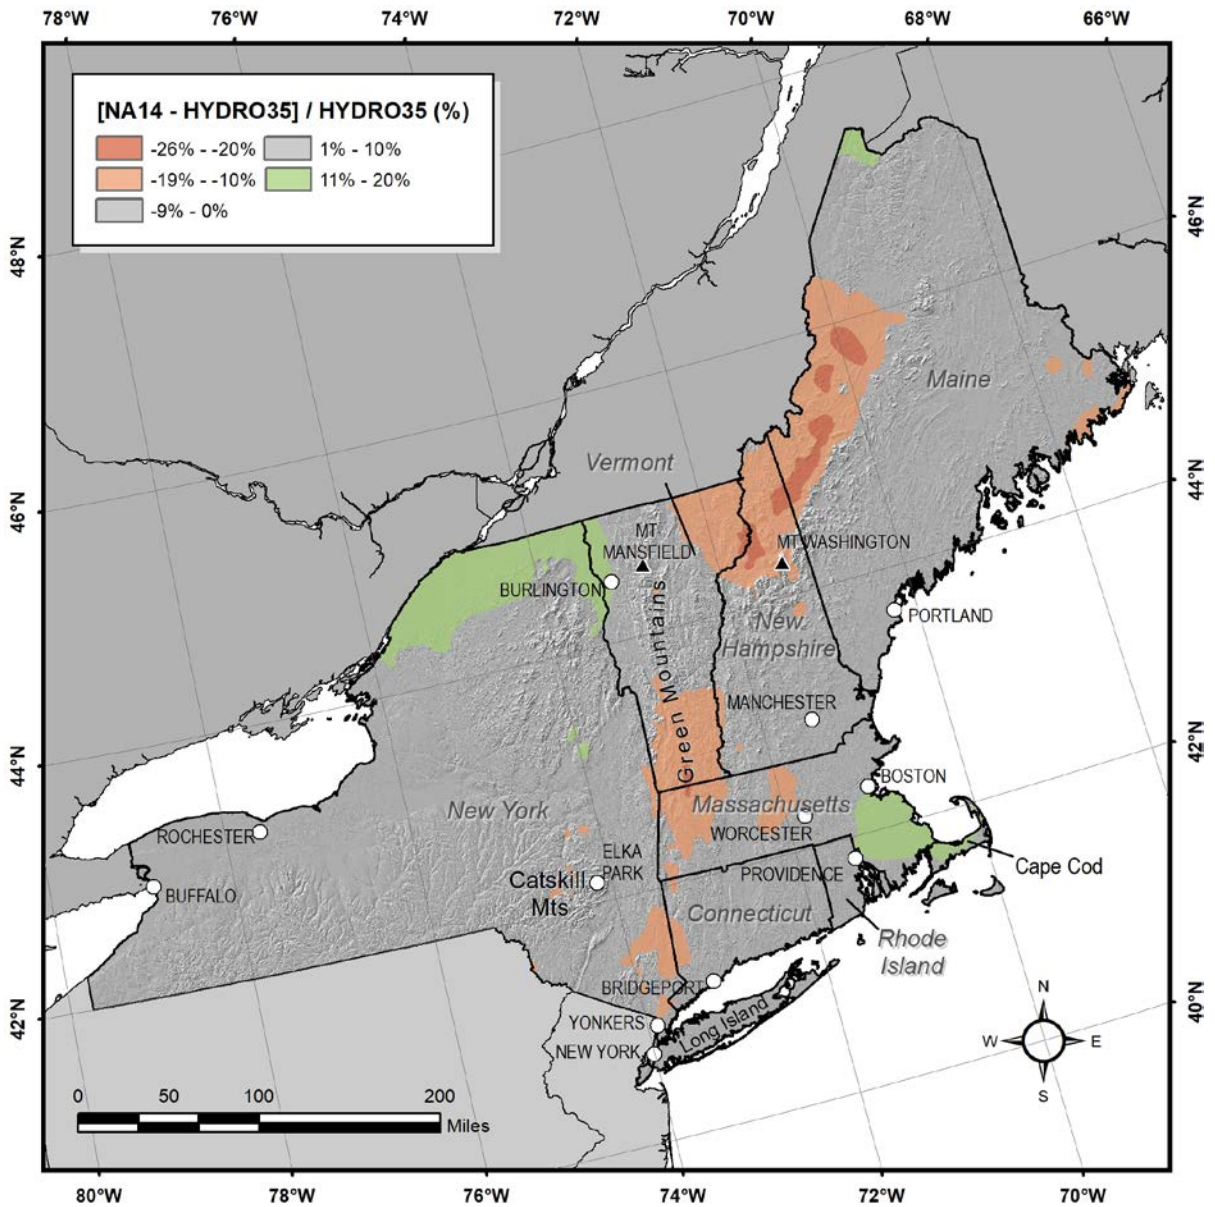 78°W 76°W 74°W 72°W 70°W 68°W 66°W
[NA14 - HYDRO35] / HYDRO35 (%)
-26% - -20% 1% - 10%
-19% - -10% 11% - 20%
-9% - 0%
48°N
46°N
46°N
44°N
44°N
42°N
42°N
40°N
Maine
Vermont
MT
MANSFIELD
MT WASHINGTON
BURLINGTON
PORTLAND
New
Hampshire
Green Mountains
MANCHESTER
BOSTON
New York
Massachusetts
WORCESTER
ROCHESTER
ELKA
PARK
PROVIDENCE
Cape Cod
BUFFALO
Catskill
Mts
Connecticut
Rhode
Island
BRIDGEPORT
YONKERS
Long Island
NEW YORK
N
W E
S
0 50 100 200
Miles
80°W 78°W 76°W 74°W 72°W 70°W